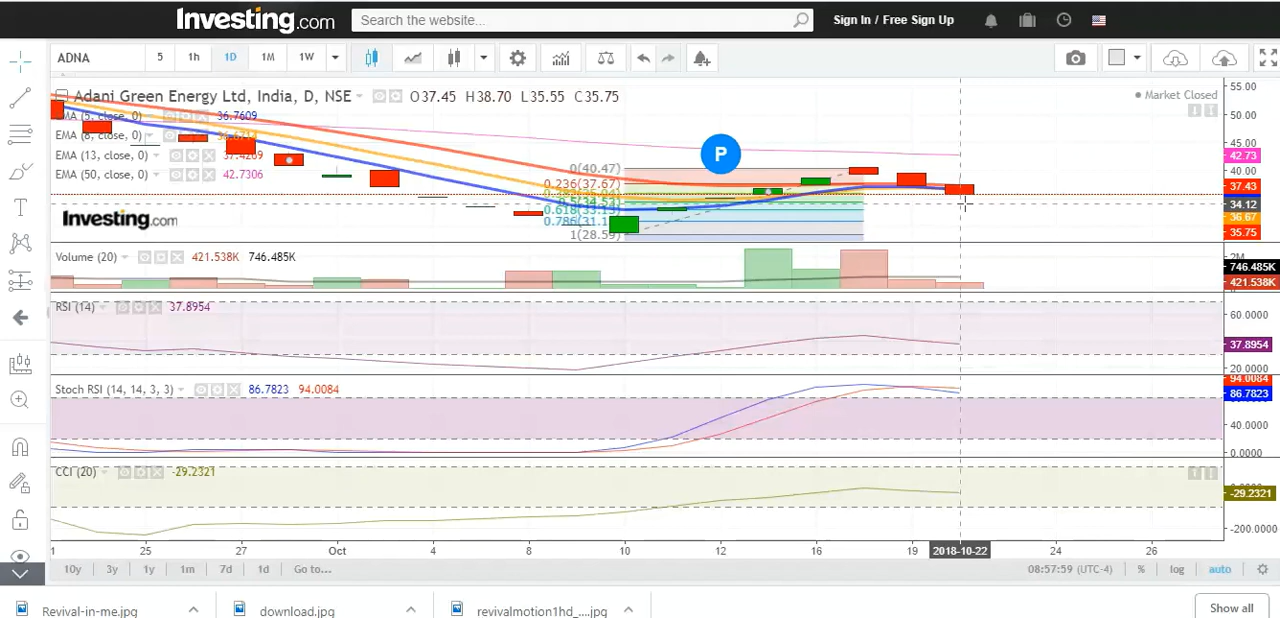 Investing.com Search the website... Sign In / Free Sign Up
ADNA 5 1h 1D 1M 1W
Adani Green Energy Ltd, India, D, NSE O37.45 H38.70 L35.55 C35.75
Market Closed
EMA (5, close, 0) 36.7609
EMA (8, close, 0)
EMA (13, close, 0) 37.4269
EMA (50, close, 0) 42.7306
P
0(40.47)
0.236(37.67)
0.618(33.13)
1(28.59)
Investing.com
55.00
50.00
45.00
42.73
40.00
37.43
34.12
36.67
35.75
Volume (20) 421.538K 746.485K
2M
746.485K
421.538K
RSI (14) 37.8954
60.0000
37.8954
20.0000
Stoch RSI (14, 14, 3, 3) 86.7823 94.0084
94.0084
86.7823
40.0000
0.0000
CCI (20) -29.2321
-29.2321
-200.0000
1 25 27 Oct 4 8 10 12 16 19 2018-10-22 24 26
10y 3y 1y 1m 7d 1d Go to... 08:57:59 (UTC-4) % log auto
Revival-in-me.jpg download.jpg revivalmotion1hd_....jpg Show all